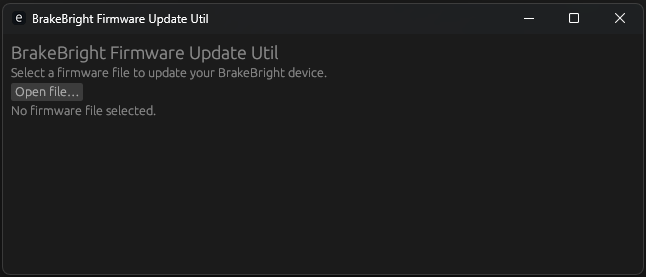 e BrakeBright Firmware Update Util
BrakeBright Firmware Update Util
Select a firmware file to update your BrakeBright device.
Open file...
No firmware file selected.